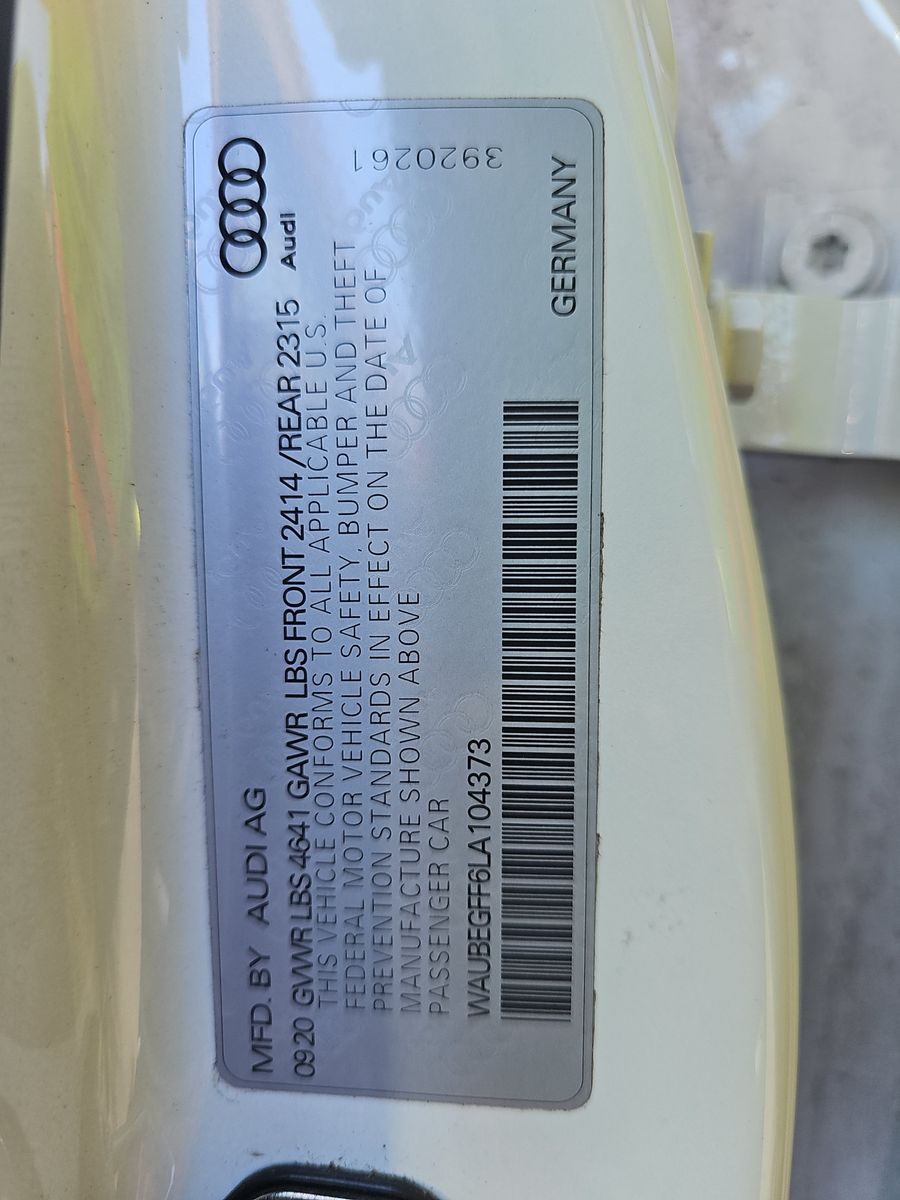 MFD. BY AUDI AG
09 20 GVWR LBS 4641 GAWR LBS FRONT 2414 /REAR 2315
Audi
THIS VEHICLE CONFORMS TO ALL APPLICABLE U.S.
FEDERAL MOTOR VEHICLE SAFETY, BUMPER AND THEFT
PREVENTION STANDARDS IN EFFECT ON THE DATE OF
MANUFACTURE SHOWN ABOVE
PASSENGER CAR
3920261
WAUBEGFF6LA104373
GERMANY